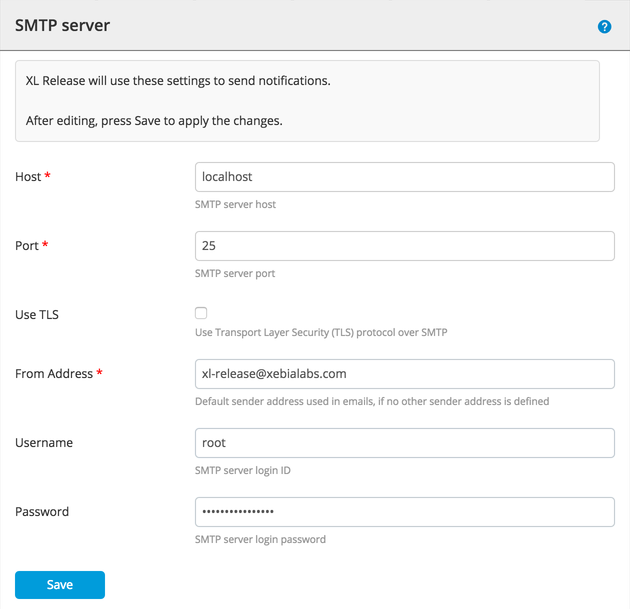 SMTP server
?
XL Release will use these settings to send notifications.
After editing, press Save to apply the changes.
Host *
localhost
SMTP server host
Port *
25
SMTP server port
Use TLS
Use Transport Layer Security (TLS) protocol over SMTP
From Address *
xl-release@xebialabs.com
Default sender address used in emails, if no other sender address is defined
Username
root
SMTP server login ID
Password
••••••••••••••••
SMTP server login password
Save